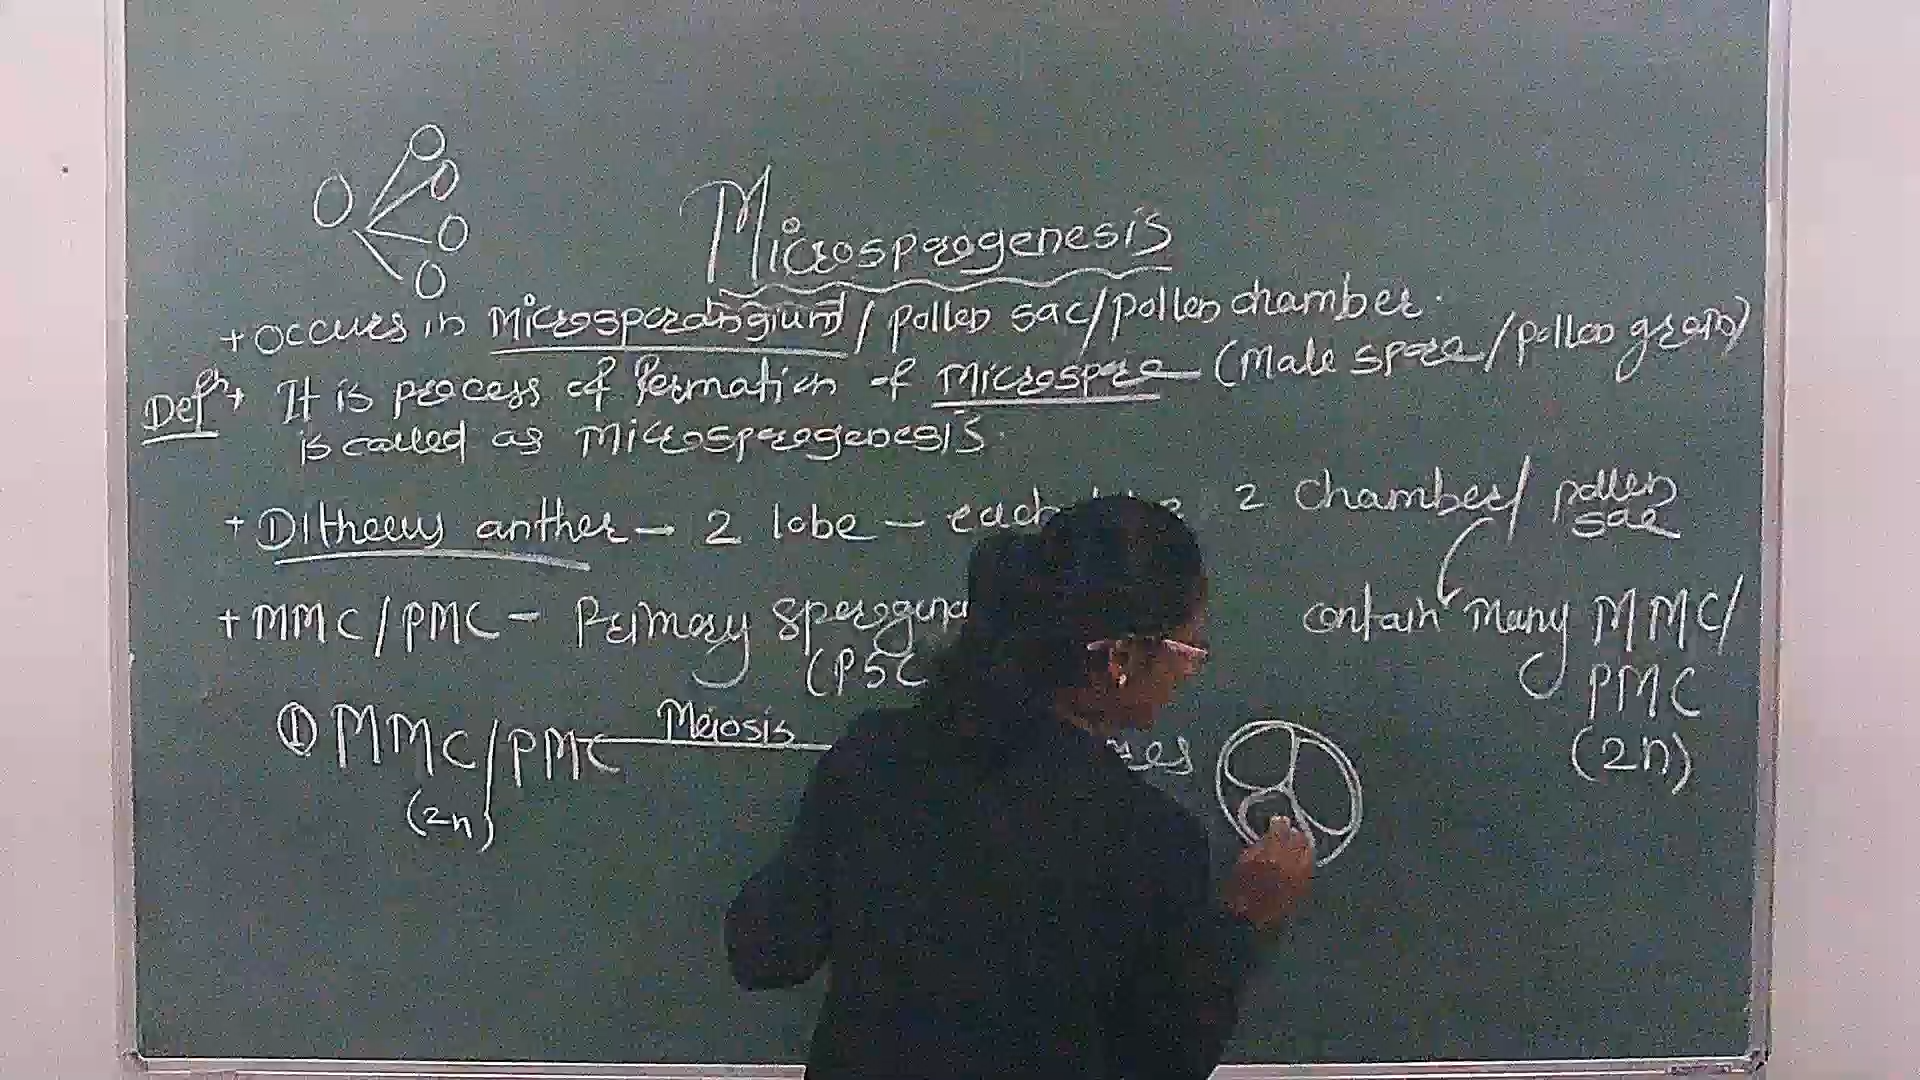 Microsporogenesis
+ Occurs in Microsporangium / pollen sac / pollen chamber.
Defn + It is process of formation of Microspore (Male spore / pollen grain)
is called as Microsporogenesis.
+ Dithecus anther - 2 lobe - each 2 chamber / pollen sac
contain many MMC / PMC (2n)
+ MMC / PMC - Primary sporogeno
(PSC
① MMC / PMC Meiosis
(2n)